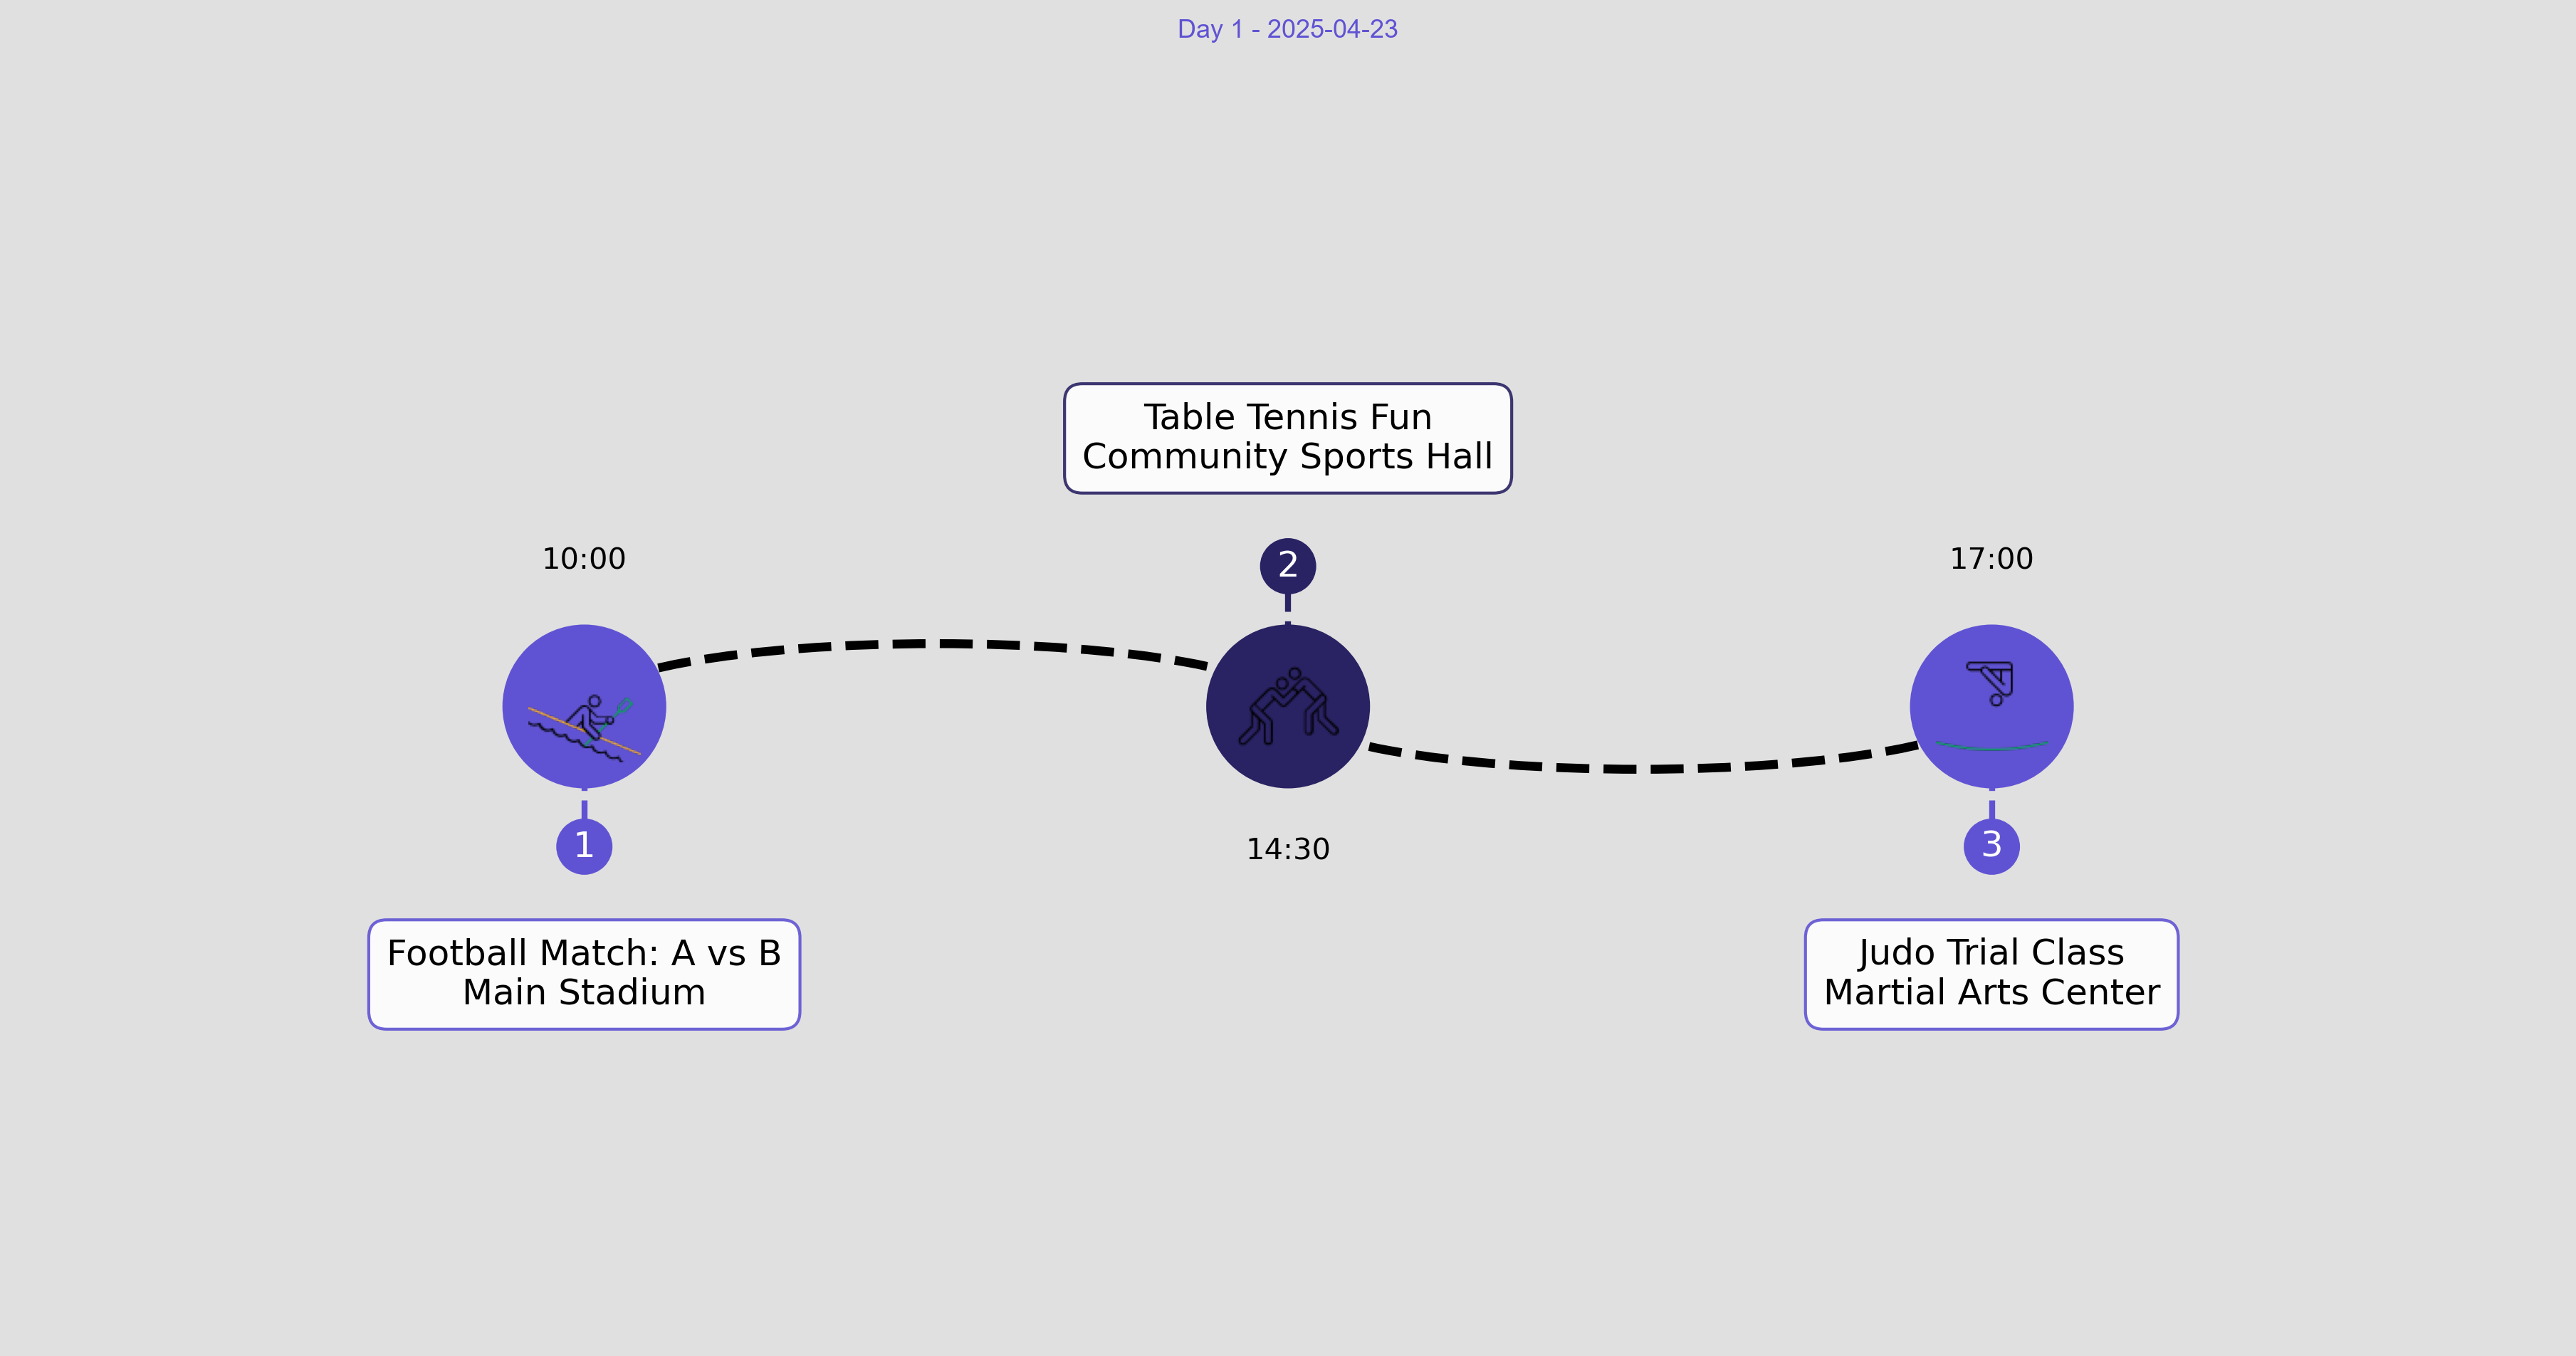 Day 1 - 2025-04-23
10:00
1
Football Match: A vs B
Main Stadium
Table Tennis Fun
Community Sports Hall
2
14:30
17:00
3
Judo Trial Class
Martial Arts Center